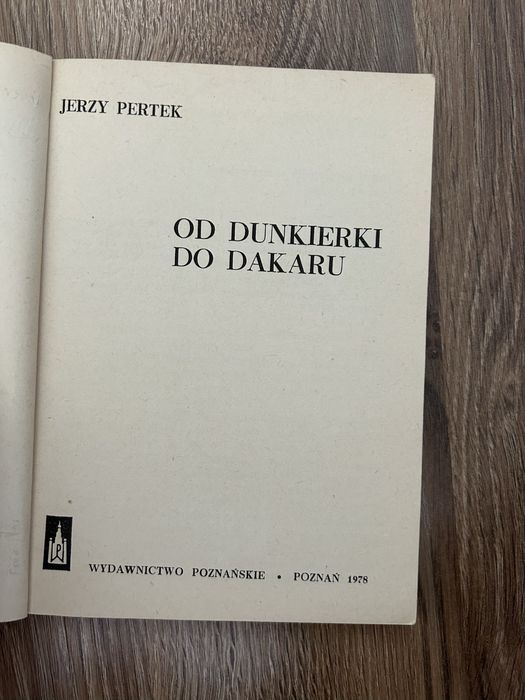 JERZY PERTEK
OD DUNKIERKI
DO DAKARU
WYDAWNICTWO POZNAŃSKIE • POZNAŃ 1978